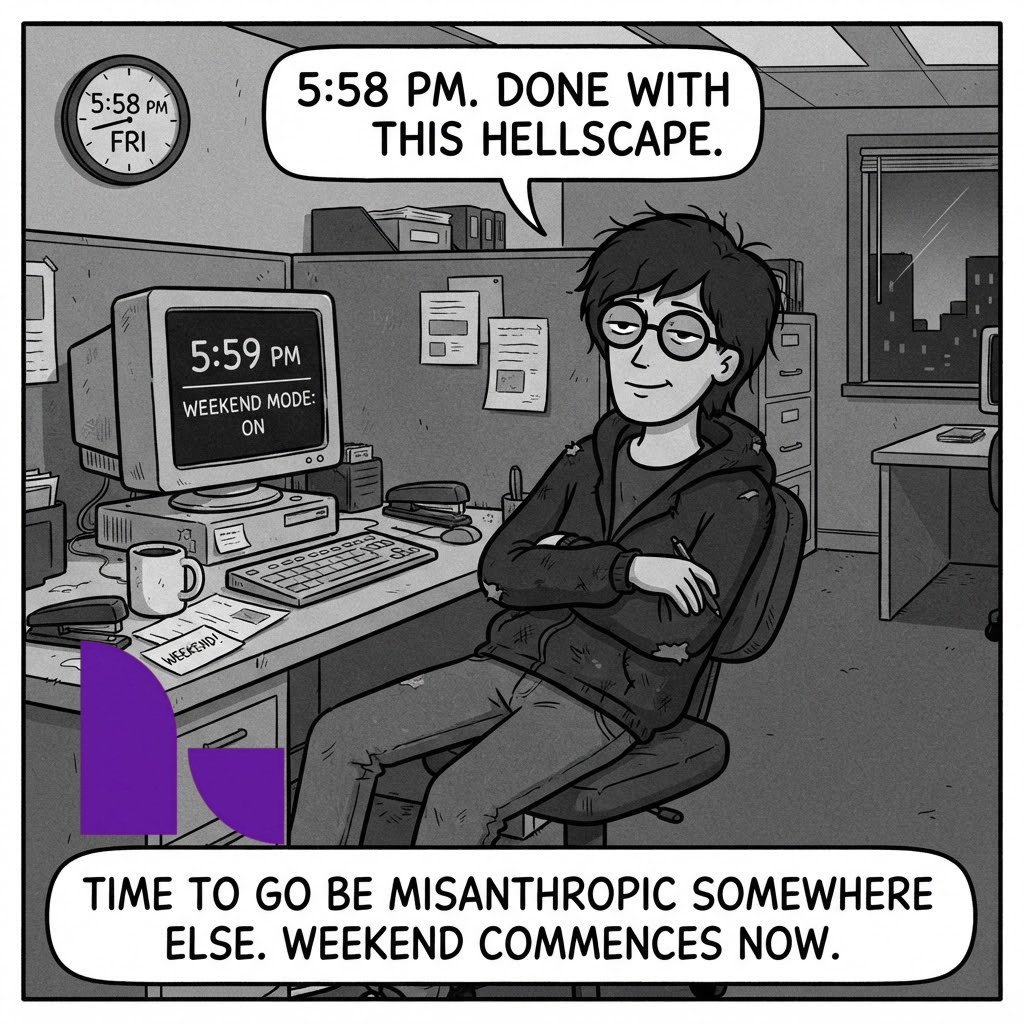 5:58 PM. DONE WITH
THIS HELLSCAPE.
5:58 PM
FRI
5:59 PM
WEEKEND MODE:
ON
WEEKEND!
TIME TO GO BE MISANTHROPIC SOMEWHERE
ELSE. WEEKEND COMMENCES NOW.